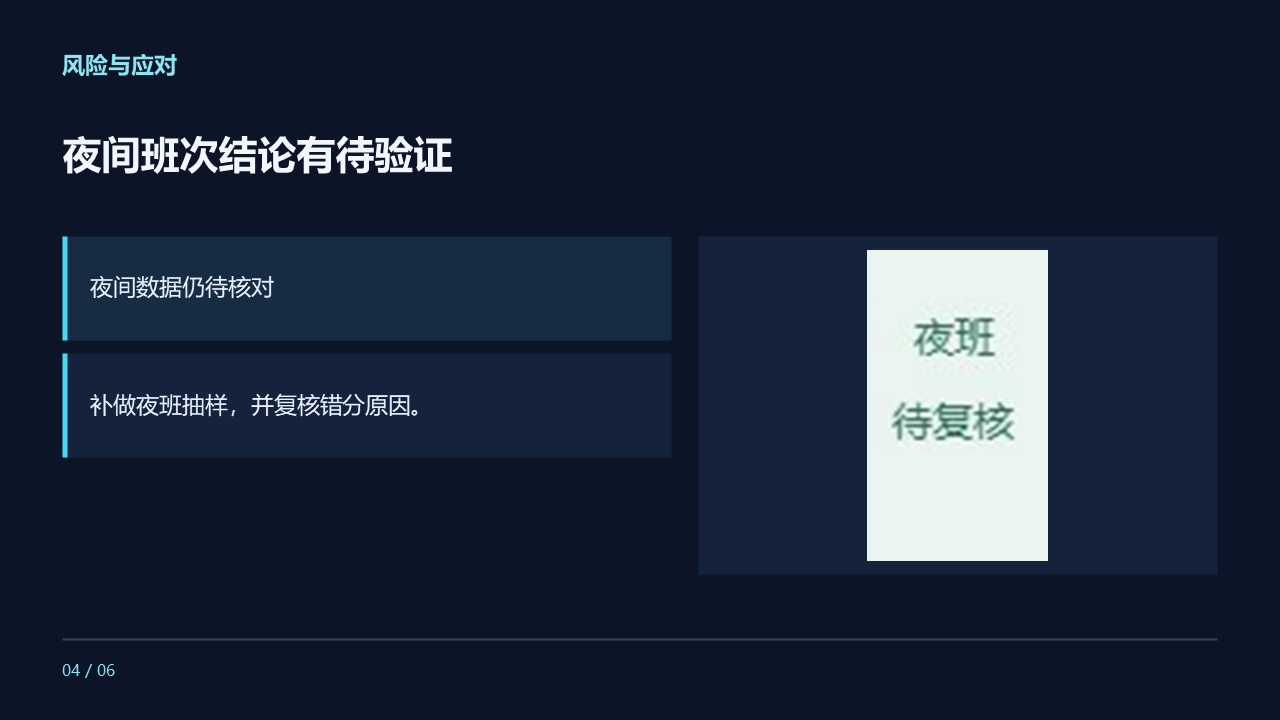 风险与应对
夜间班次结论有待验证
夜间数据仍待核对
补做夜班抽样，并复核错分原因。
夜班
待复核
04 / 06